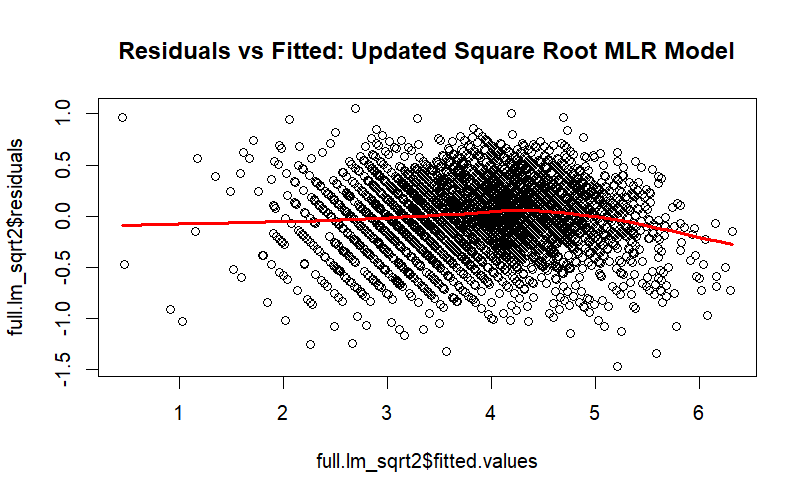 Residuals vs Fitted: Updated Square Root MLR Model
full.lm_sqrt2$residuals
1.0
0.5
0.0
-0.5
-1.0
-1.5
1 2 3 4 5 6
full.lm_sqrt2$fitted.values